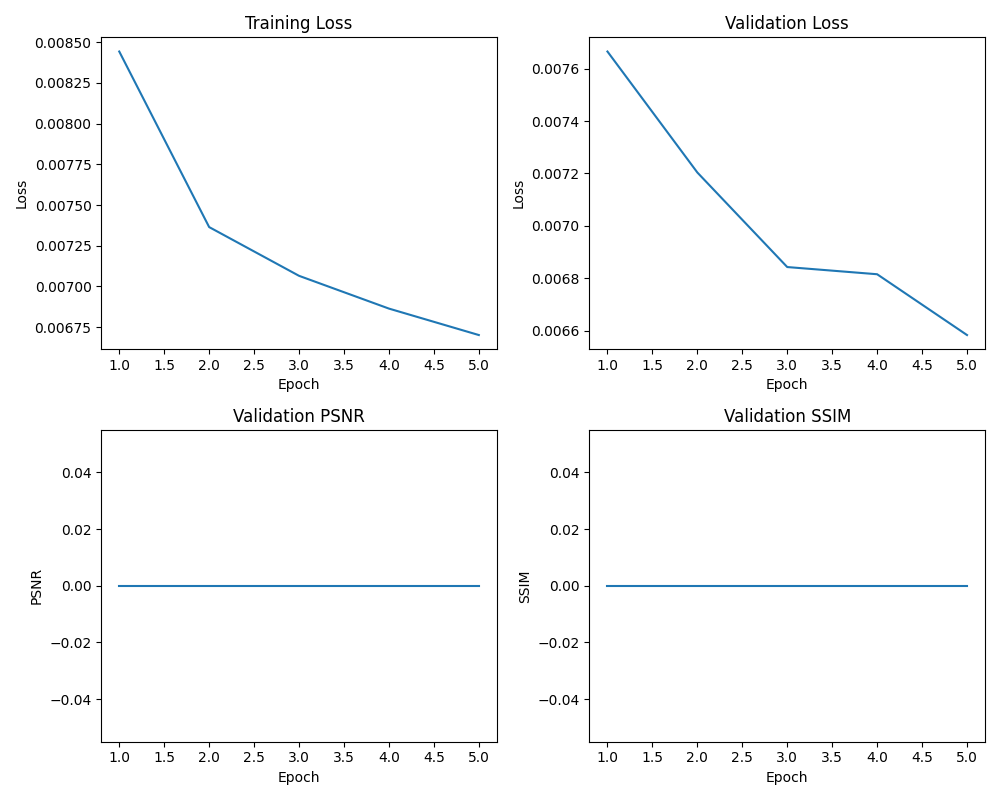 Training Loss
0.00850
0.00825
0.00800
0.00775
0.00750
0.00725
0.00700
0.00675
Loss
1.0 1.5 2.0 2.5 3.0 3.5 4.0 4.5 5.0
Epoch
Validation Loss
0.0076
0.0074
0.0072
0.0070
0.0068
0.0066
Loss
1.0 1.5 2.0 2.5 3.0 3.5 4.0 4.5 5.0
Epoch
Validation PSNR
0.04
0.02
0.00
−0.02
−0.04
PSNR
1.0 1.5 2.0 2.5 3.0 3.5 4.0 4.5 5.0
Epoch
Validation SSIM
0.04
0.02
0.00
−0.02
−0.04
SSIM
1.0 1.5 2.0 2.5 3.0 3.5 4.0 4.5 5.0
Epoch